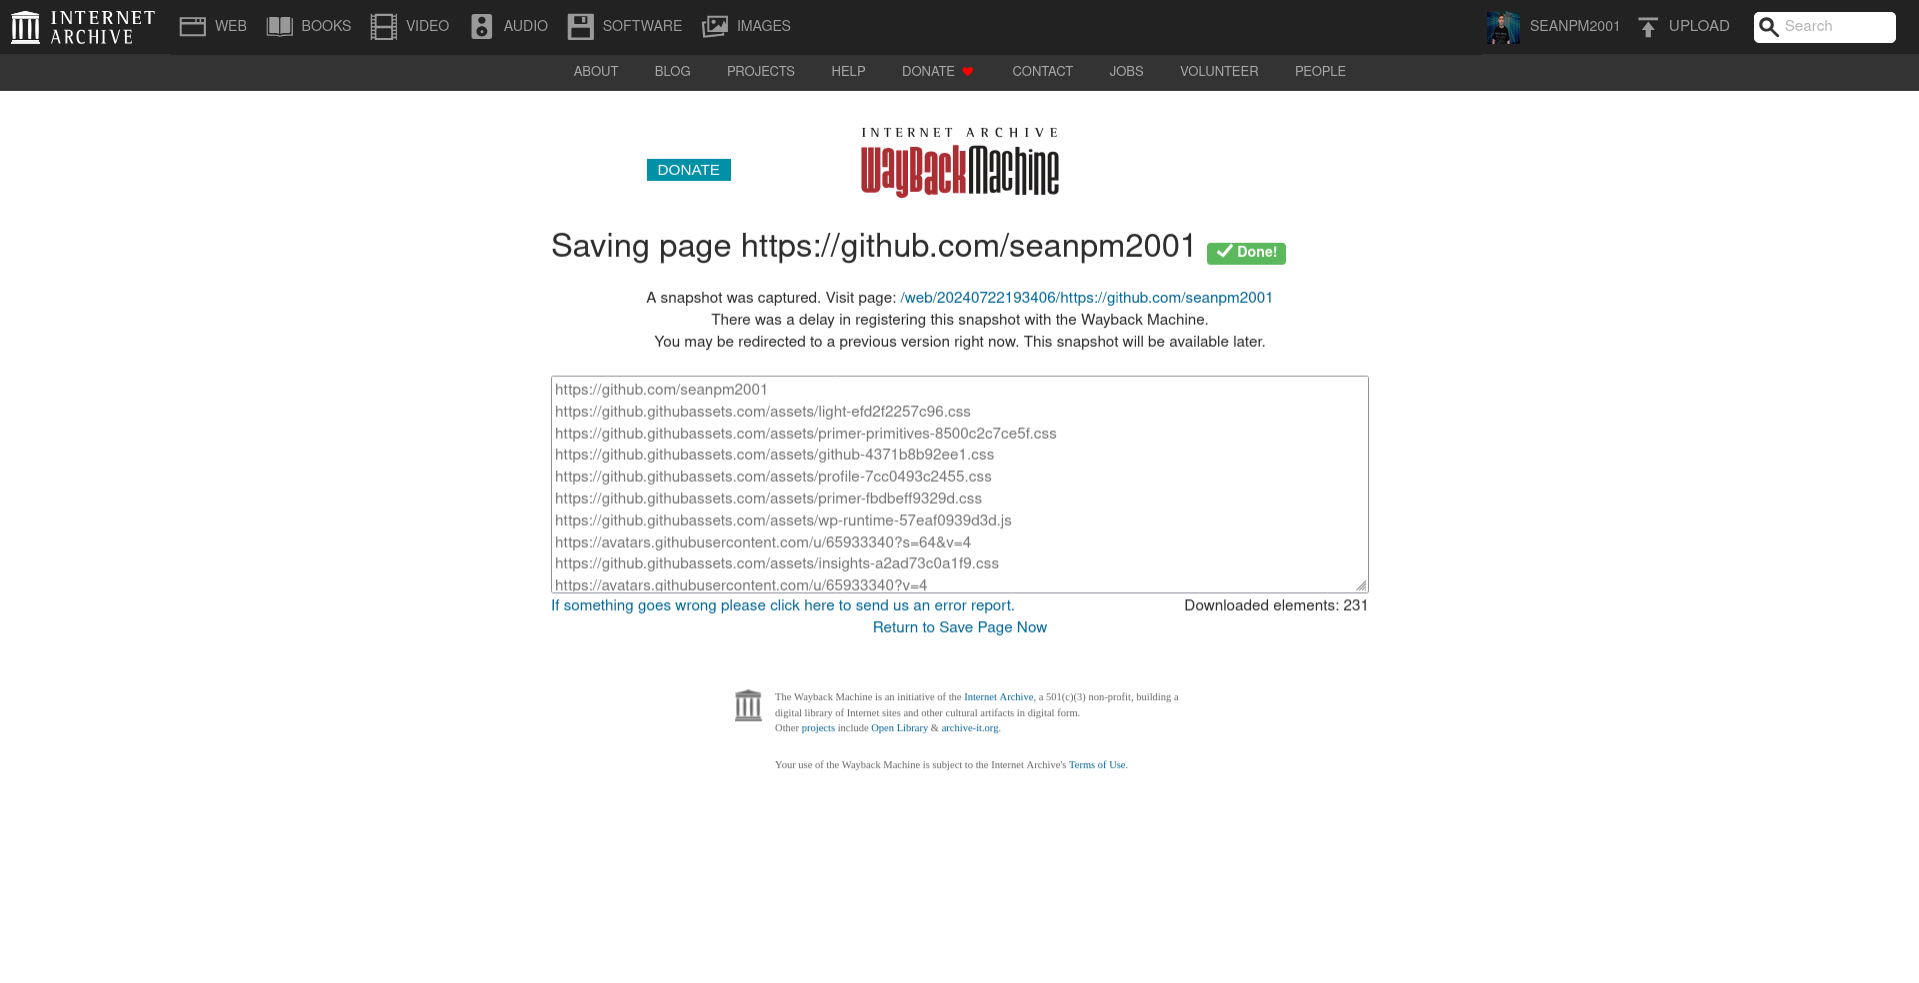 INTERNET ARCHIVE
WEB
BOOKS
VIDEO
AUDIO
SOFTWARE
IMAGES
SEANPM2001
UPLOAD
Search
ABOUT
BLOG
PROJECTS
HELP
DONATE
CONTACT
JOBS
VOLUNTEER
PEOPLE
INTERNET ARCHIVE
WayBackMachine
DONATE
Saving page https://github.com/seanpm2001 Done!
A snapshot was captured. Visit page: /web/20240722193406/https://github.com/seanpm2001
There was a delay in registering this snapshot with the Wayback Machine.
You may be redirected to a previous version right now. This snapshot will be available later.
https://github.com/seanpm2001
https://github.githubassets.com/assets/light-efd2f2257c96.css
https://github.githubassets.com/assets/primer-primitives-8500c2c7ce5f.css
https://github.githubassets.com/assets/github-4371b8b92ee1.css
https://github.githubassets.com/assets/profile-7cc0493c2455.css
https://github.githubassets.com/assets/primer-fbdbeff9329d.css
https://github.githubassets.com/assets/wp-runtime-57eaf0939d3d.js
https://avatars.githubusercontent.com/u/65933340?s=64&v=4
https://github.githubassets.com/assets/insights-a2ad73c0a1f9.css
https://avatars.githubusercontent.com/u/65933340?v=4
If something goes wrong please click here to send us an error report.
Downloaded elements: 231
Return to Save Page Now
The Wayback Machine is an initiative of the Internet Archive, a 501(c)(3) non-profit, building a
digital library of Internet sites and other cultural artifacts in digital form.
Other projects include Open Library & archive-it.org.
Your use of the Wayback Machine is subject to the Internet Archive's Terms of Use.